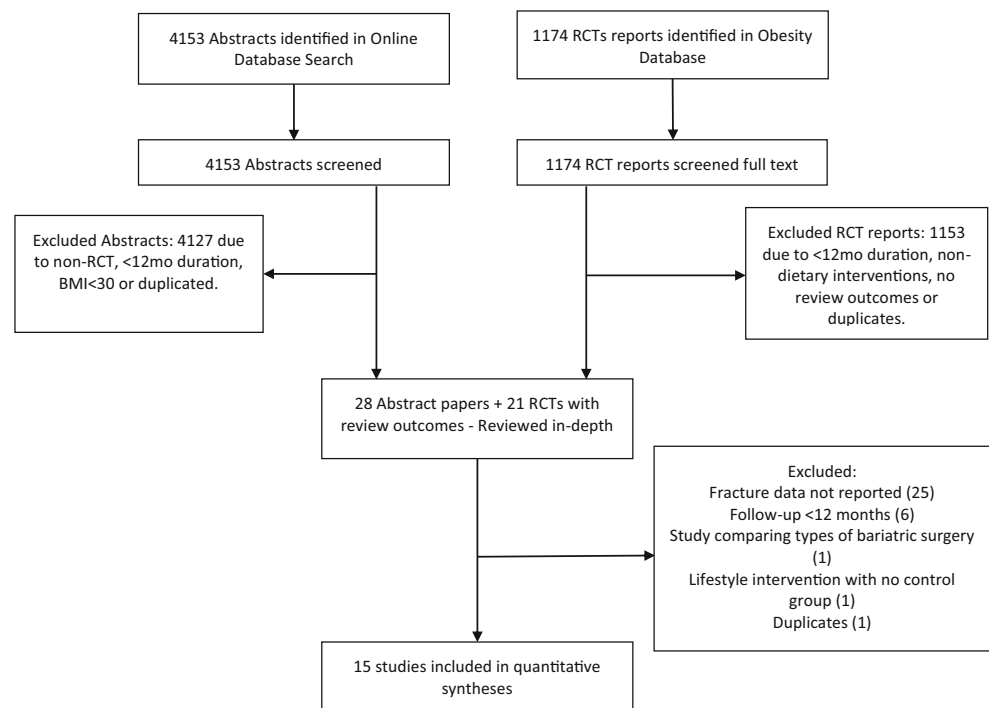 4153 Abstracts identified in Online
Database Search
1174 RCTs reports identified in Obesity
Database
4153 Abstracts screened
1174 RCT reports screened full text
Excluded Abstracts: 4127 due
to non-RCT, <12mo duration,
BMI<30 or duplicated.
Excluded RCT reports: 1153
due to <12mo duration, non-
dietary interventions, no
review outcomes or
duplicates.
28 Abstract papers + 21 RCTs with
review outcomes - Reviewed in-depth
Excluded:
Fracture data not reported (25)
Follow-up <12 months (6)
Study comparing types of bariatric surgery
(1)
Lifestyle intervention with no control
group (1)
Duplicates (1)
15 studies included in quantitative
syntheses